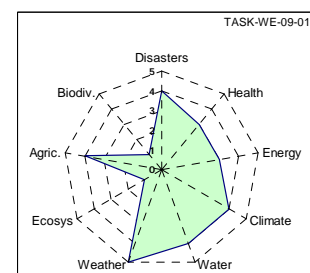 TASK-WE-09-01
Disasters
5
4
3
2
1
0
Health
Energy
Climate
Water
Weather
Ecosys
Agric.
Biodiv.